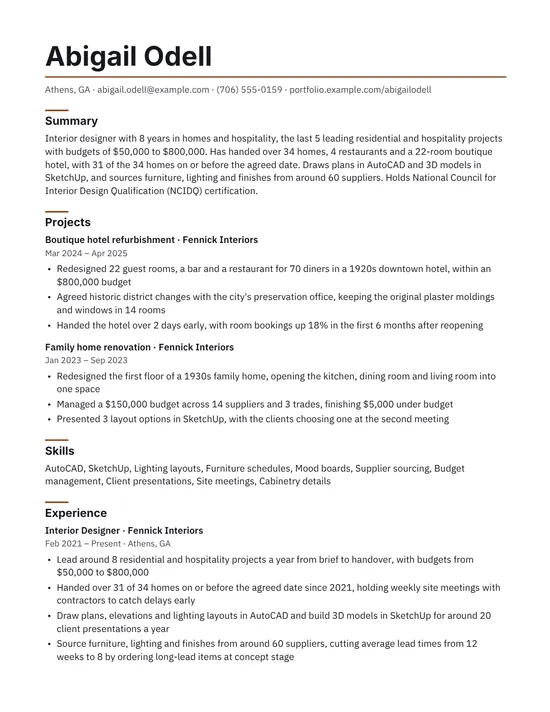 Abigail Odell
Athens, GA · abigail.odell@example.com · (706) 555-0159 · portfolio.example.com/abigailodell
Summary
Interior designer with 8 years in homes and hospitality, the last 5 leading residential and hospitality projects
with budgets of $50,000 to $800,000. Has handed over 34 homes, 4 restaurants and a 22-room boutique
hotel, with 31 of the 34 homes on or before the agreed date. Draws plans in AutoCAD and 3D models in
SketchUp, and sources furniture, lighting and finishes from around 60 suppliers. Holds National Council for
Interior Design Qualification (NCIDQ) certification.
Projects
Boutique hotel refurbishment · Fennick Interiors
Mar 2024 – Apr 2025
• Redesigned 22 guest rooms, a bar and a restaurant for 70 diners in a 1920s downtown hotel, within an
$800,000 budget
• Agreed historic district changes with the city's preservation office, keeping the original plaster moldings
and windows in 14 rooms
• Handed the hotel over 2 days early, with room bookings up 18% in the first 6 months after reopening
Family home renovation · Fennick Interiors
Jan 2023 – Sep 2023
• Redesigned the first floor of a 1930s family home, opening the kitchen, dining room and living room into
one space
• Managed a $150,000 budget across 14 suppliers and 3 trades, finishing $5,000 under budget
• Presented 3 layout options in SketchUp, with the clients choosing one at the second meeting
Skills
AutoCAD, SketchUp, Lighting layouts, Furniture schedules, Mood boards, Supplier sourcing, Budget
management, Client presentations, Site meetings, Cabinetry details
Experience
Interior Designer · Fennick Interiors
Feb 2021 – Present · Athens, GA
• Lead around 8 residential and hospitality projects a year from brief to handover, with budgets from
$50,000 to $800,000
• Handed over 31 of 34 homes on or before the agreed date since 2021, holding weekly site meetings with
contractors to catch delays early
• Draw plans, elevations and lighting layouts in AutoCAD and build 3D models in SketchUp for around 20
client presentations a year
• Source furniture, lighting and finishes from around 60 suppliers, cutting average lead times from 12
weeks to 8 by ordering long-lead items at concept stage